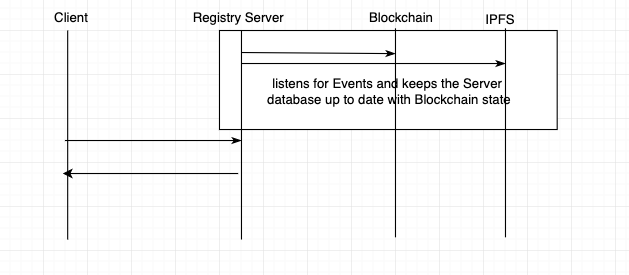 Client
Registry Server
Blockchain
IPFS
listens for Events and keeps the Server
database up to date with Blockchain state